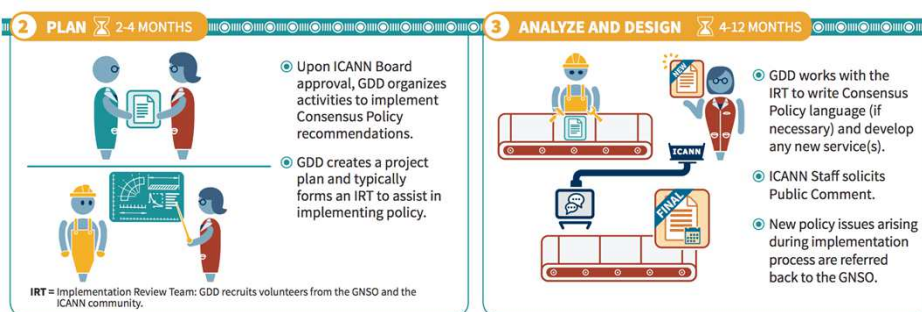 2 PLAN 2-4 MONTHS
Upon ICANN Board
approval, GDD organizes
activities to implement
Consensus Policy
recommendations.
GDD creates a project
plan and typically
forms an IRT to assist in
implementing policy.
IRT = Implementation Review Team: GDD recruits volunteers from the GNSO and the
ICANN community.
3 ANALYZE AND DESIGN 4-12 MONTHS
NEW
ICANN
FINAL
GDD works with the
IRT to write Consensus
Policy language (if
necessary) and develop
any new service(s).
ICANN Staff solicits
Public Comment.
New policy issues arising
during implementation
process are referred
back to the GNSO.